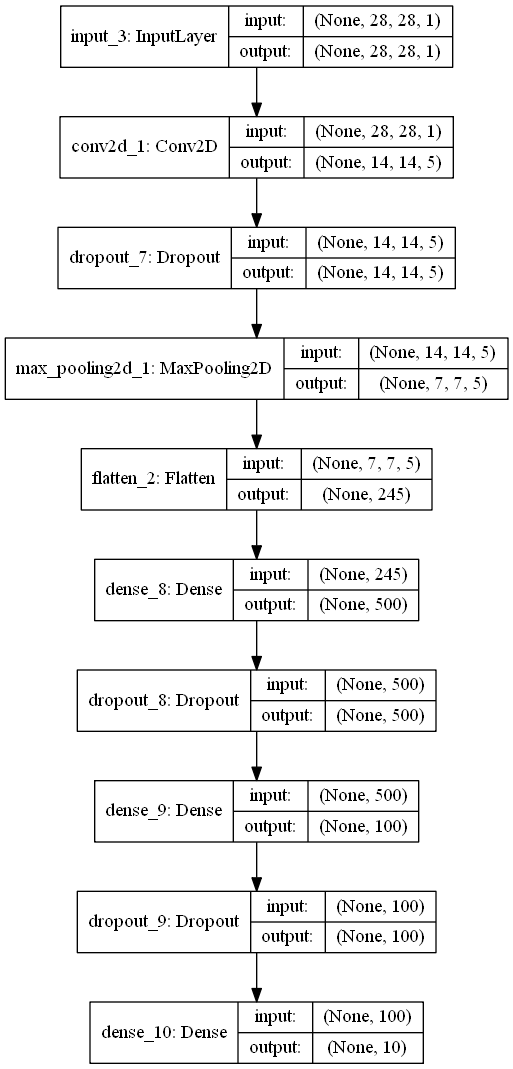 input_3: InputLayer input: (None, 28, 28, 1)
output: (None, 28, 28, 1)
conv2d_1: Conv2D input: (None, 28, 28, 1)
output: (None, 14, 14, 5)
dropout_7: Dropout input: (None, 14, 14, 5)
output: (None, 14, 14, 5)
max_pooling2d_1: MaxPooling2D input: (None, 14, 14, 5)
output: (None, 7, 7, 5)
flatten_2: Flatten input: (None, 7, 7, 5)
output: (None, 245)
dense_8: Dense input: (None, 245)
output: (None, 500)
dropout_8: Dropout input: (None, 500)
output: (None, 500)
dense_9: Dense input: (None, 500)
output: (None, 100)
dropout_9: Dropout input: (None, 100)
output: (None, 100)
dense_10: Dense input: (None, 100)
output: (None, 10)